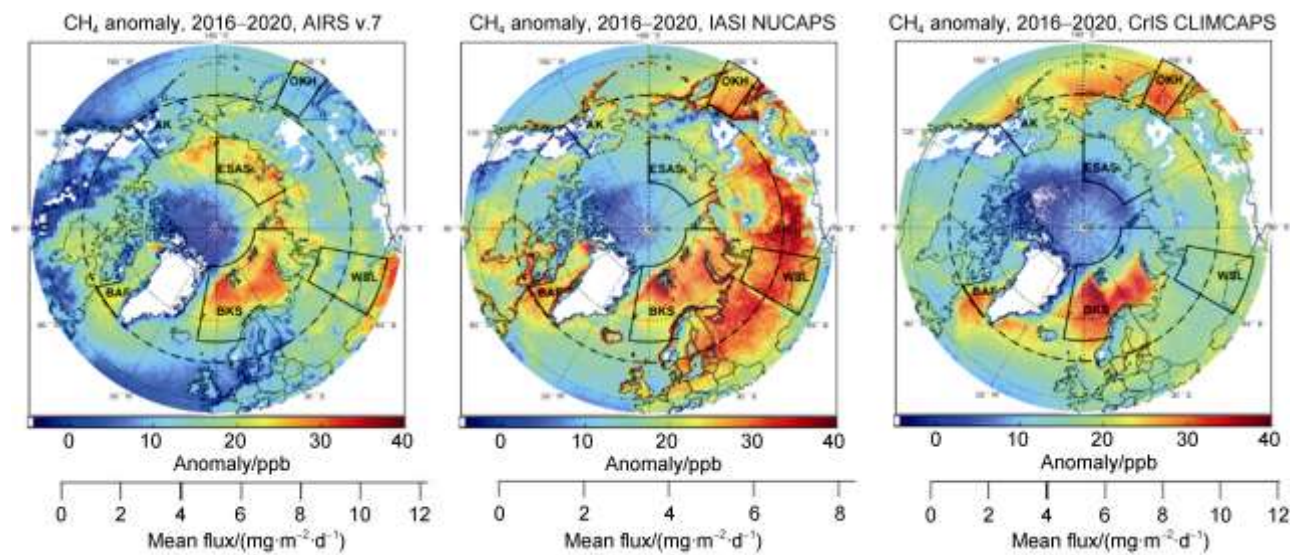 CH₄ anomaly, 2016–2020, AIRS v.7
OKH
AK
ESAS
BAF
BKS
WSL
0 10 20 30 40
Anomaly/ppb
0 2 4 6 8 10 12
Mean flux/(mg·m⁻²·d⁻¹)
CH₄ anomaly, 2016–2020, IASI NUCAPS
OKH
AK
ESAS
BAF
BKS
WSL
0 10 20 30 40
Anomaly/ppb
0 2 4 6 8
Mean flux/(mg·m⁻²·d⁻¹)
CH₄ anomaly, 2016–2020, CrIS CLIMCAPS
OKH
AK
ESAS
BAF
BKS
WSL
0 10 20 30 40
Anomaly/ppb
0 2 4 6 8 10 12
Mean flux/(mg·m⁻²·d⁻¹)